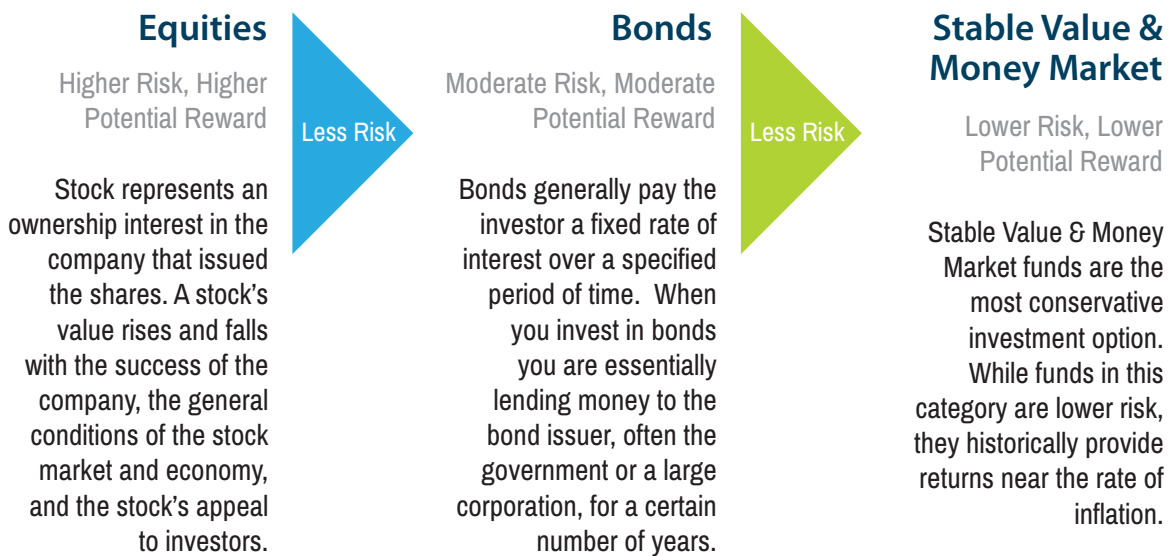 Equities
Higher Risk, Higher
Potential Reward
Stock represents an
ownership interest in the
company that issued
the shares. A stock’s
value rises and falls
with the success of the
company, the general
conditions of the stock
market and economy,
and the stock’s appeal
to investors.
Less Risk
Bonds
Moderate Risk, Moderate
Potential Reward
Bonds generally pay the
investor a fixed rate of
interest over a specified
period of time.  When
you invest in bonds
you are essentially
lending money to the
bond issuer, often the
government or a large
corporation, for a certain
number of years.
Less Risk
Stable Value &
Money Market
Lower Risk, Lower
Potential Reward
Stable Value & Money
Market funds are the
most conservative
investment option.
While funds in this
category are lower risk,
they historically provide
returns near the rate of
inflation.